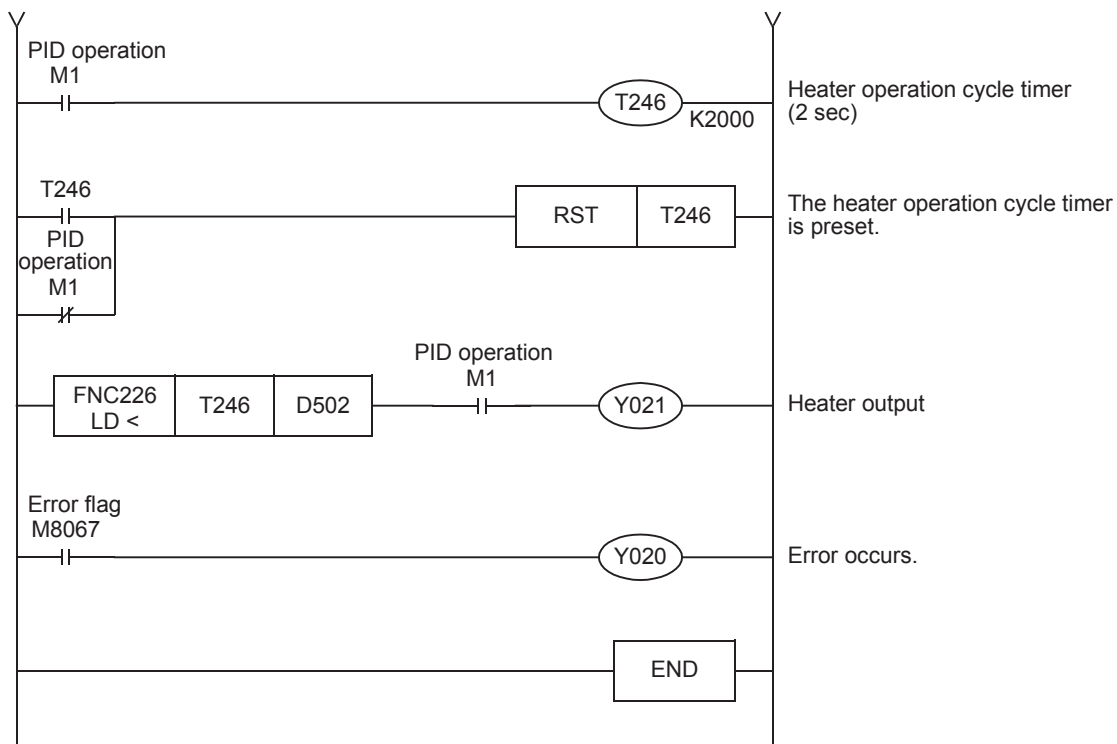 PID operation
M1
T246
K2000
Heater operation cycle timer
(2 sec)
T246
RST
T246
The heater operation cycle timer
is preset.
PID
operation
M1
PID operation
M1
FNC226
LD <
T246
D502
Y021
Heater output
Error flag
M8067
Y020
Error occurs.
END